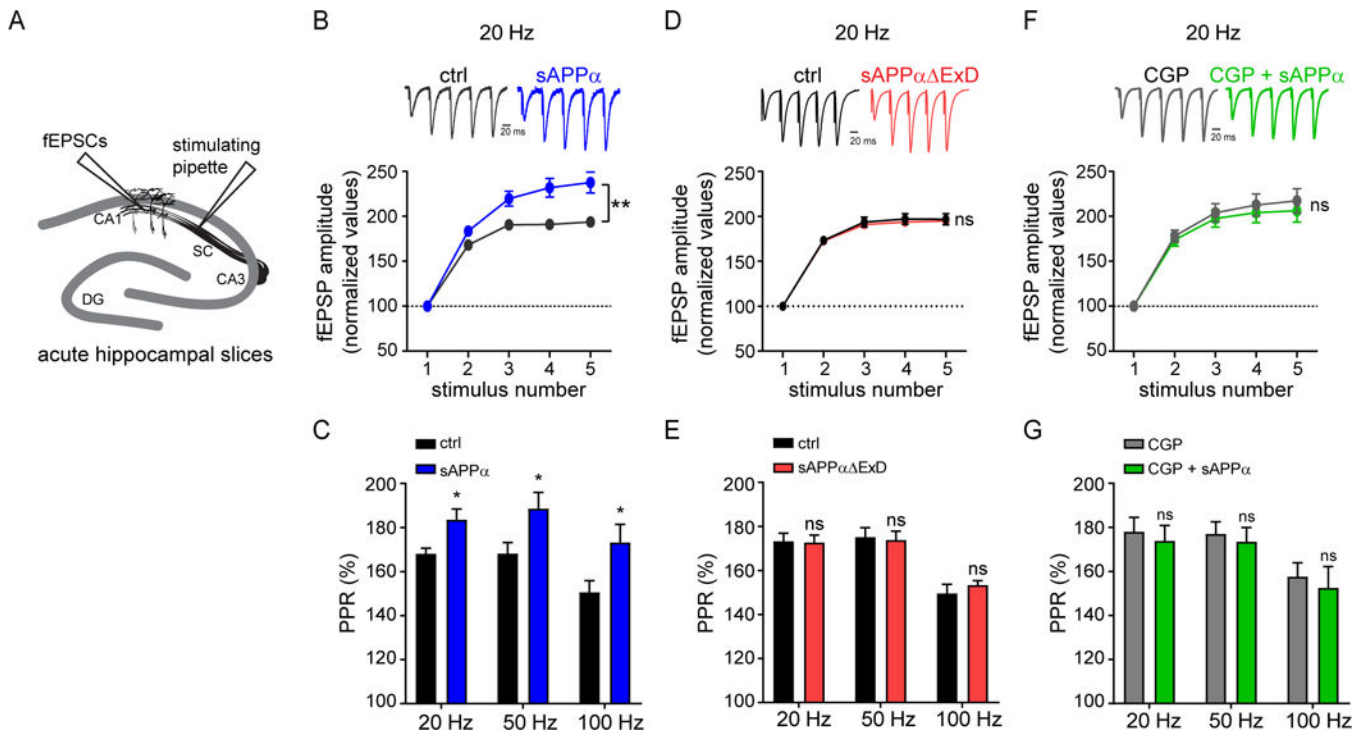 A
fEPSCs
stimulating
pipette
CA1
SC
CA3
DG
acute hippocampal slices
B
20 Hz
ctrl
sAPPα
20 ms
fEPSP amplitude
(normalized values)
250
200
150
100
50
**
1 2 3 4 5
stimulus number
C
ctrl
sAPPα
PPR (%)
200
180
160
140
120
100
* * *
20 Hz 50 Hz 100 Hz
D
20 Hz
ctrl
sAPPαΔExD
20 ms
fEPSP amplitude
(normalized values)
250
200
150
100
50
ns
1 2 3 4 5
stimulus number
E
ctrl
sAPPαΔExD
PPR (%)
200
180
160
140
120
100
ns ns ns
20 Hz 50 Hz 100 Hz
F
20 Hz
CGP
CGP + sAPPα
20 ms
fEPSP amplitude
(normalized values)
250
200
150
100
50
ns
1 2 3 4 5
stimulus number
G
CGP
CGP + sAPPα
PPR (%)
200
180
160
140
120
100
ns ns ns
20 Hz 50 Hz 100 Hz